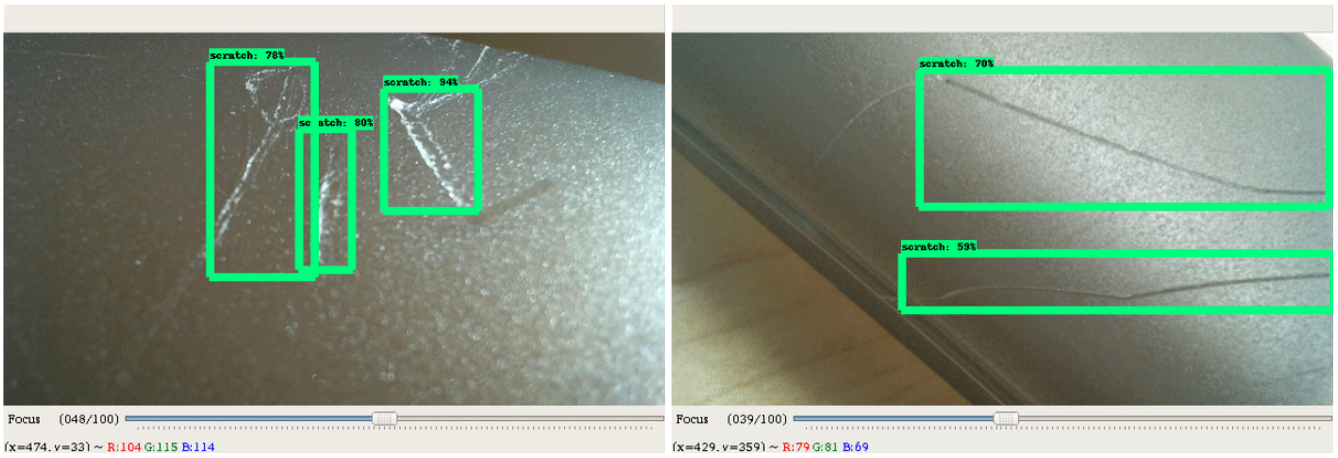 scratch: 78%
scratch: 94%
scratch: 80%
Focus (048/100)
(x=474, y=33) ~ R:104 G:115 B:114
scratch: 70%
scratch: 59%
Focus (039/100)
(x=429, y=359) ~ R:79 G:81 B:69